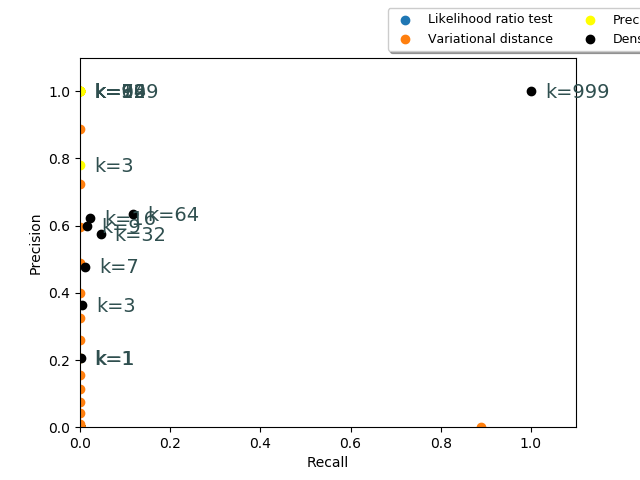 Likelihood ratio test
Variational distance
Prec
Dens
1.0
0.8
0.6
0.4
0.2
0.0
Precision
k=999
k=3
k=64
k=16
k=9
k=32
k=7
k=3
k=1
0.0 0.2 0.4 0.6 0.8 1.0
Recall